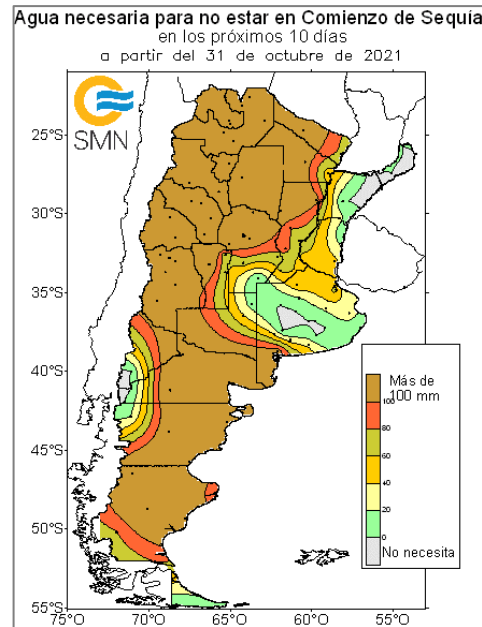 Agua necesaria para no estar en Comienzo de Sequía
en los próximos 10 días
a partir del 31 de octubre de 2021
SMN
25°S
30°S
35°S
40°S
45°S
50°S
55°S
75°O
70°O
65°O
60°O
55°O
Más de
100 mm
100
80
60
40
20
0
No necesita